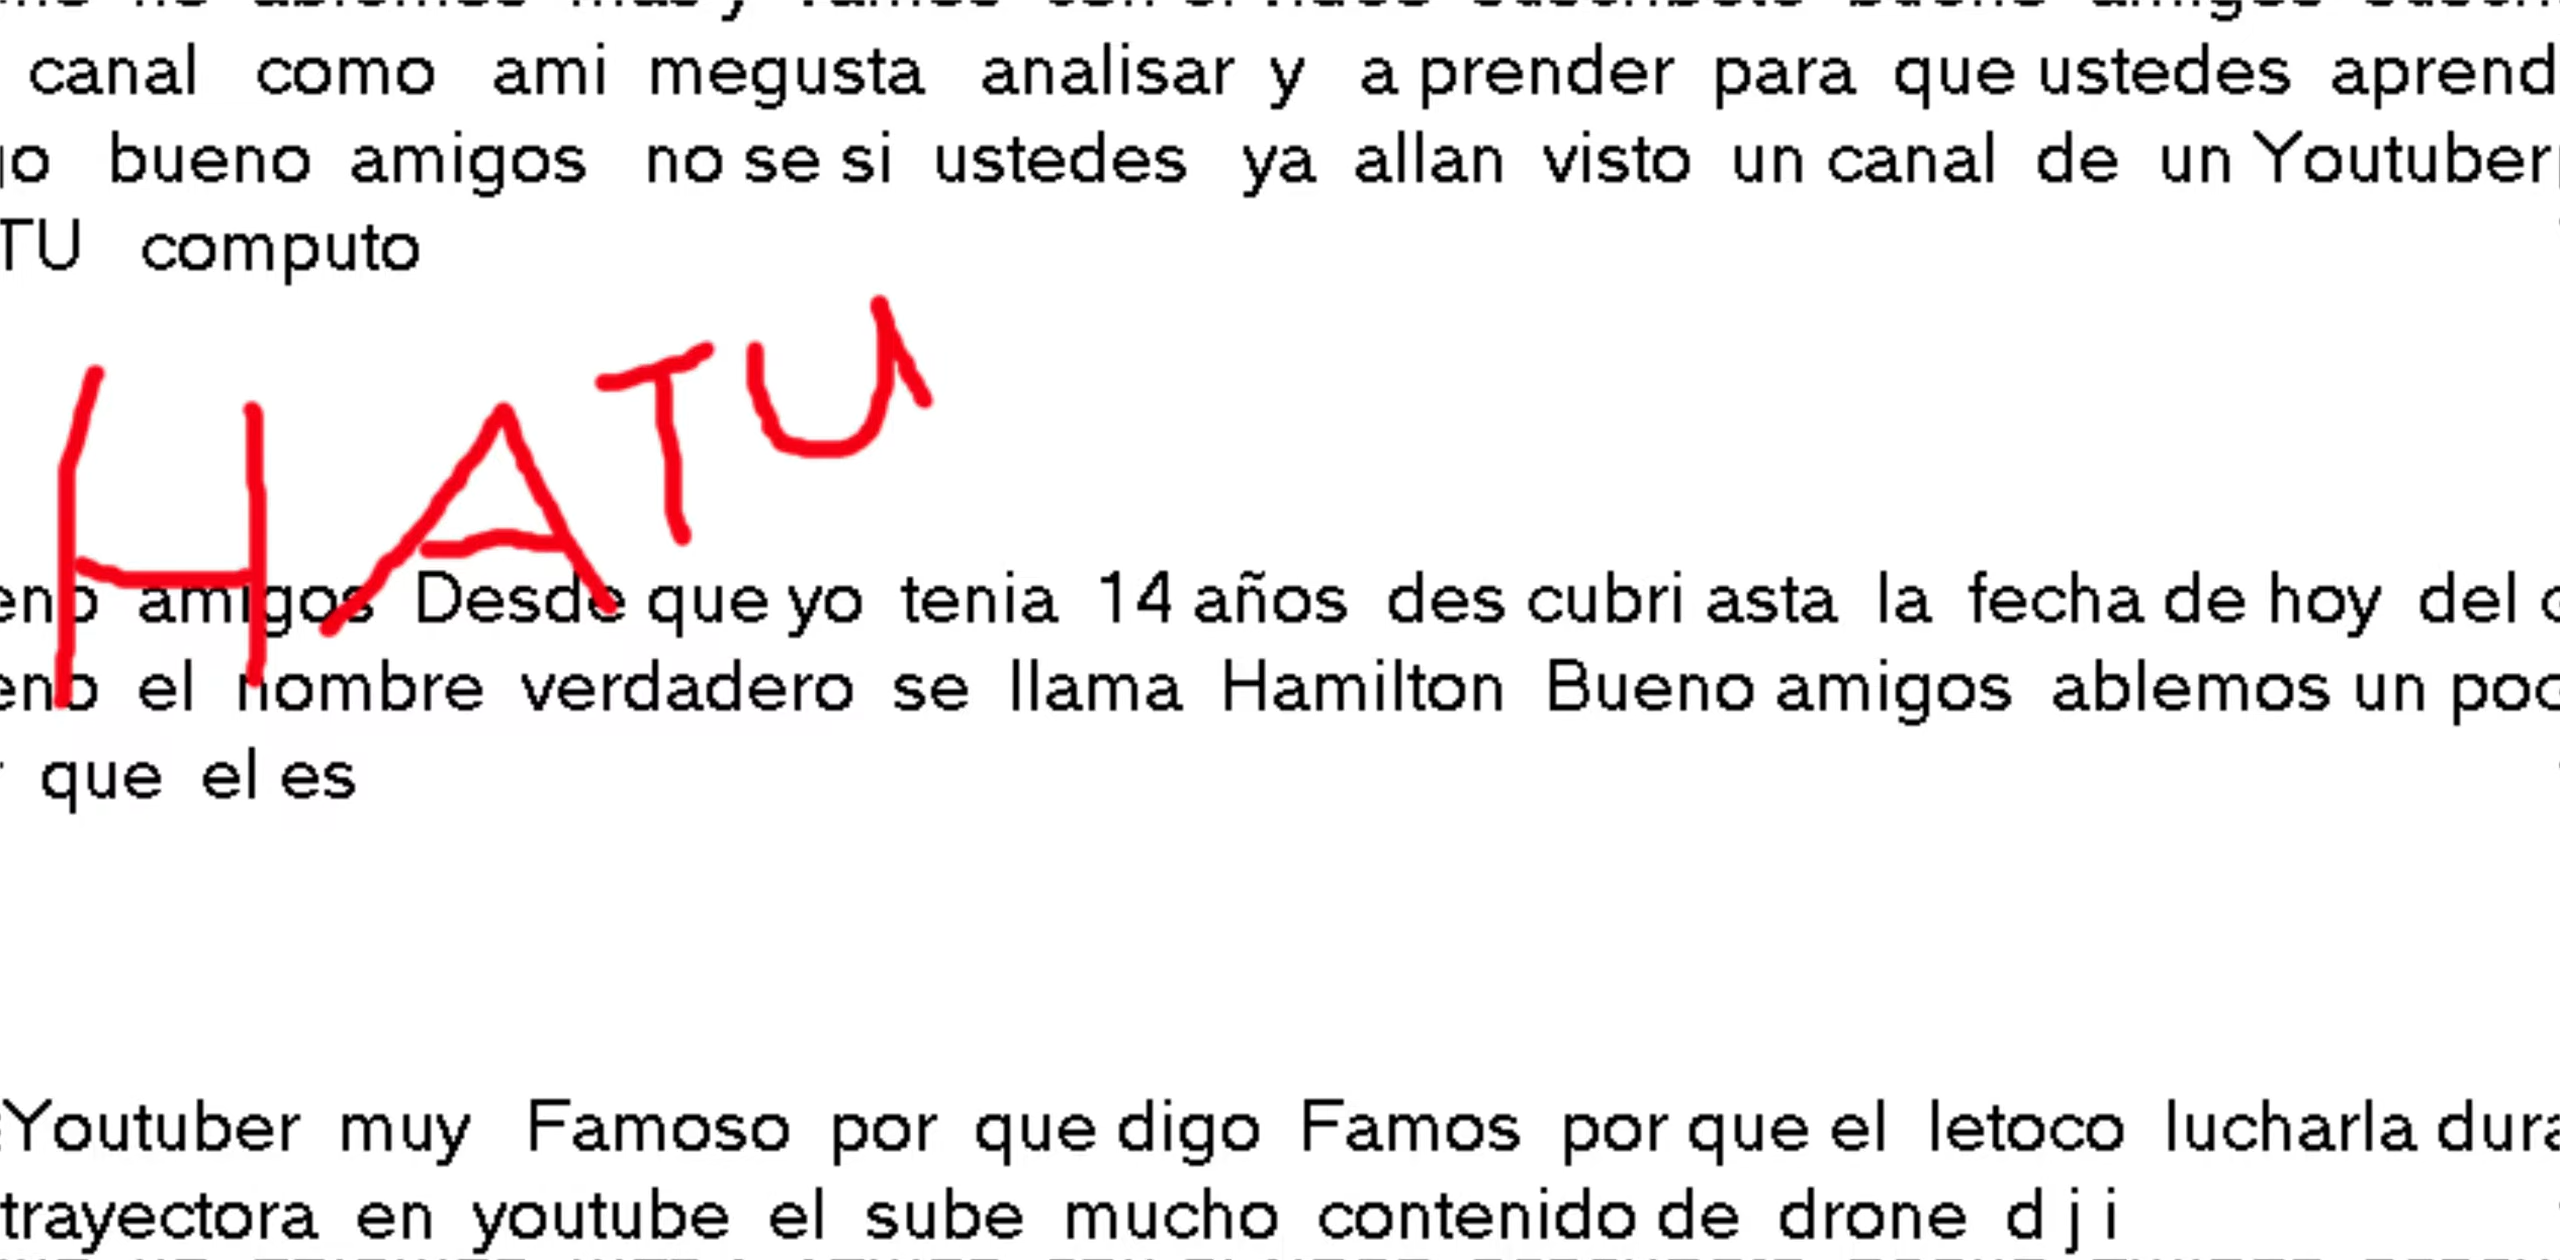 canal como ami megusta analisar y a prender para que ustedes aprend
go bueno amigos no se si ustedes ya allan visto un canal de un Youtuber
TU computo
HATU
eno amigos Desde que yo tenia 14 años des cubri asta la fecha de hoy del
eno el nombre verdadero se llama Hamilton Bueno amigos ablemos un poc
que el es
Youtuber muy Famoso por que digo Famos por que el letoco lucharla dura
trayectora en youtube el sube mucho contenido de drone d j i